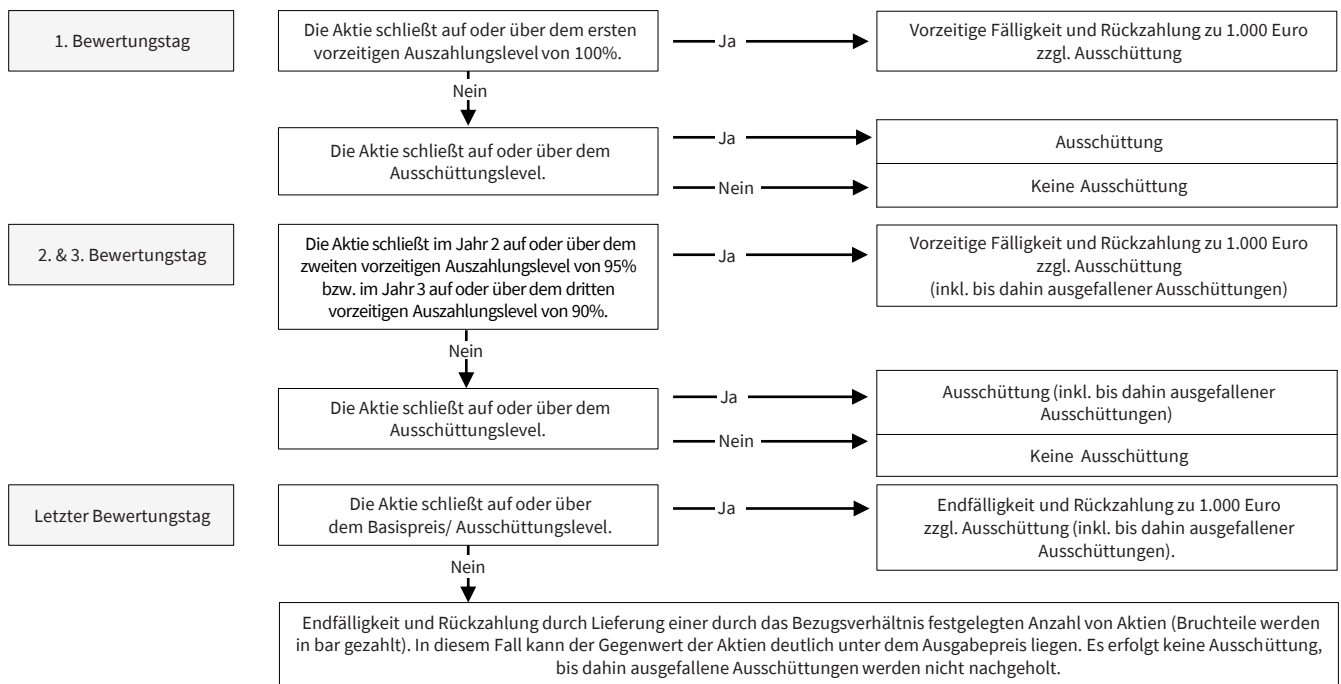 1. Bewertungstag
Die Aktie schließt auf oder über dem ersten
vorzeitigen Auszahlungslevel von 100%.
Ja
Vorzeitige Fälligkeit und Rückzahlung zu 1.000 Euro
zzgl. Ausschüttung
Nein
Die Aktie schließt auf oder über dem
Ausschüttungslevel.
Ja
Ausschüttung
Nein
Keine Ausschüttung
2. & 3. Bewertungstag
Die Aktie schließt im Jahr 2 auf oder über dem
zweiten vorzeitigen Auszahlungslevel von 95%
bzw. im Jahr 3 auf oder über dem dritten
vorzeitigen Auszahlungslevel von 90%.
Ja
Vorzeitige Fälligkeit und Rückzahlung zu 1.000 Euro
zzgl. Ausschüttung
(inkl. bis dahin ausgefallener Ausschüttungen)
Nein
Die Aktie schließt auf oder über dem
Ausschüttungslevel.
Ja
Ausschüttung (inkl. bis dahin ausgefallener
Ausschüttungen)
Nein
Keine Ausschüttung
Letzter Bewertungstag
Die Aktie schließt auf oder über
dem Basispreis/ Ausschüttungslevel.
Ja
Endfälligkeit und Rückzahlung zu 1.000 Euro
zzgl. Ausschüttung (inkl. bis dahin ausgefallener
Ausschüttungen).
Nein
Endfälligkeit und Rückzahlung durch Lieferung einer durch das Bezugsverhältnis festgelegten Anzahl von Aktien (Bruchteile werden
in bar gezahlt). In diesem Fall kann der Gegenwert der Aktien deutlich unter dem Ausgabepreis liegen. Es erfolgt keine Ausschüttung,
bis dahin ausgefallene Ausschüttungen werden nicht nachgeholt.